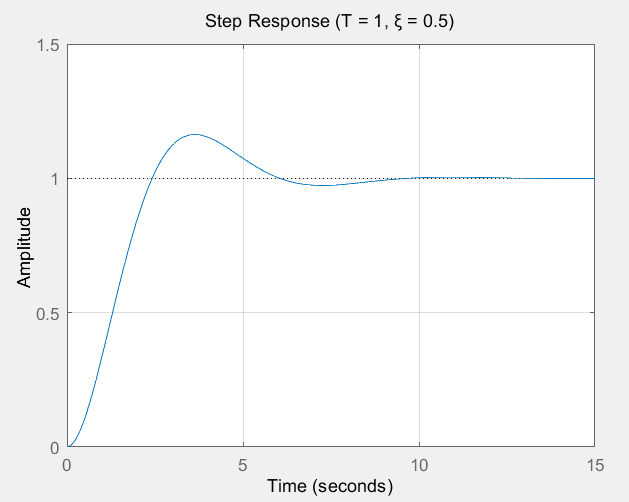 Step Response (T = 1, ξ = 0.5)
1.5
1
0.5
0
Amplitude
0
5
10
15
Time (seconds)